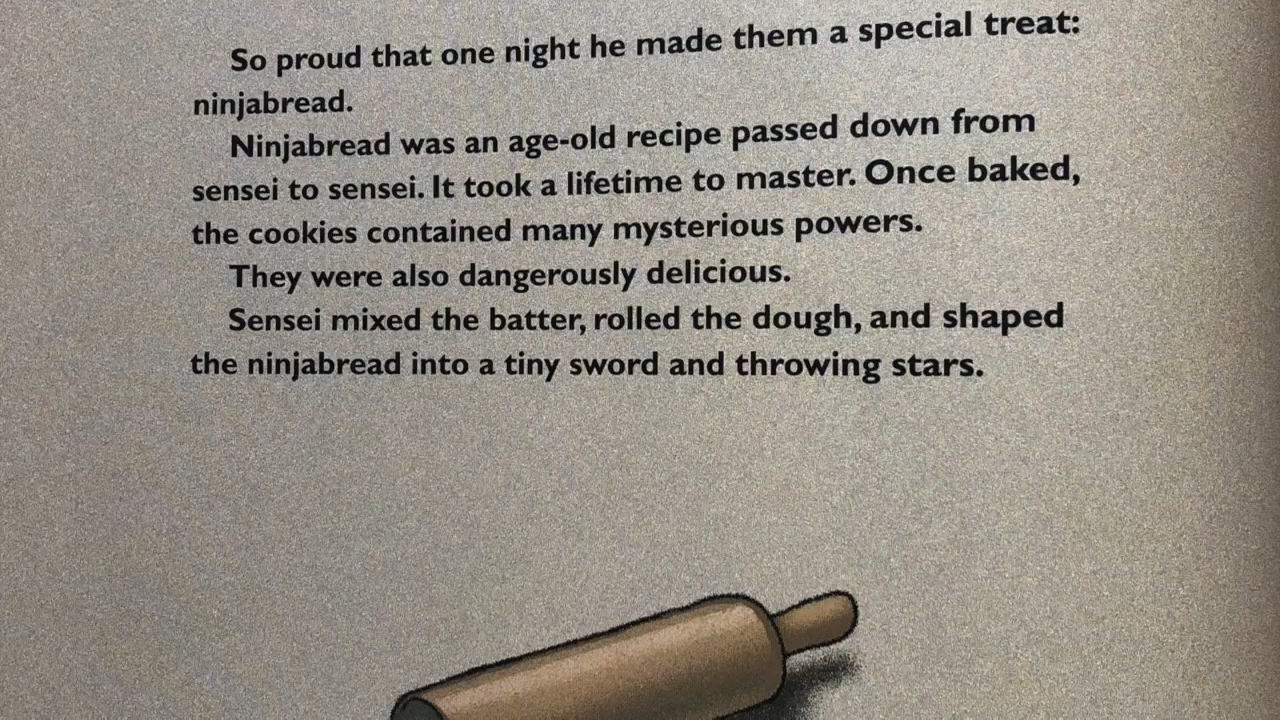 So proud that one night he made them a special treat:
ninjabread.
Ninjabread was an age-old recipe passed down from
sensei to sensei. It took a lifetime to master. Once baked,
the cookies contained many mysterious powers.
They were also dangerously delicious.
Sensei mixed the batter, rolled the dough, and shaped
the ninjabread into a tiny sword and throwing stars.